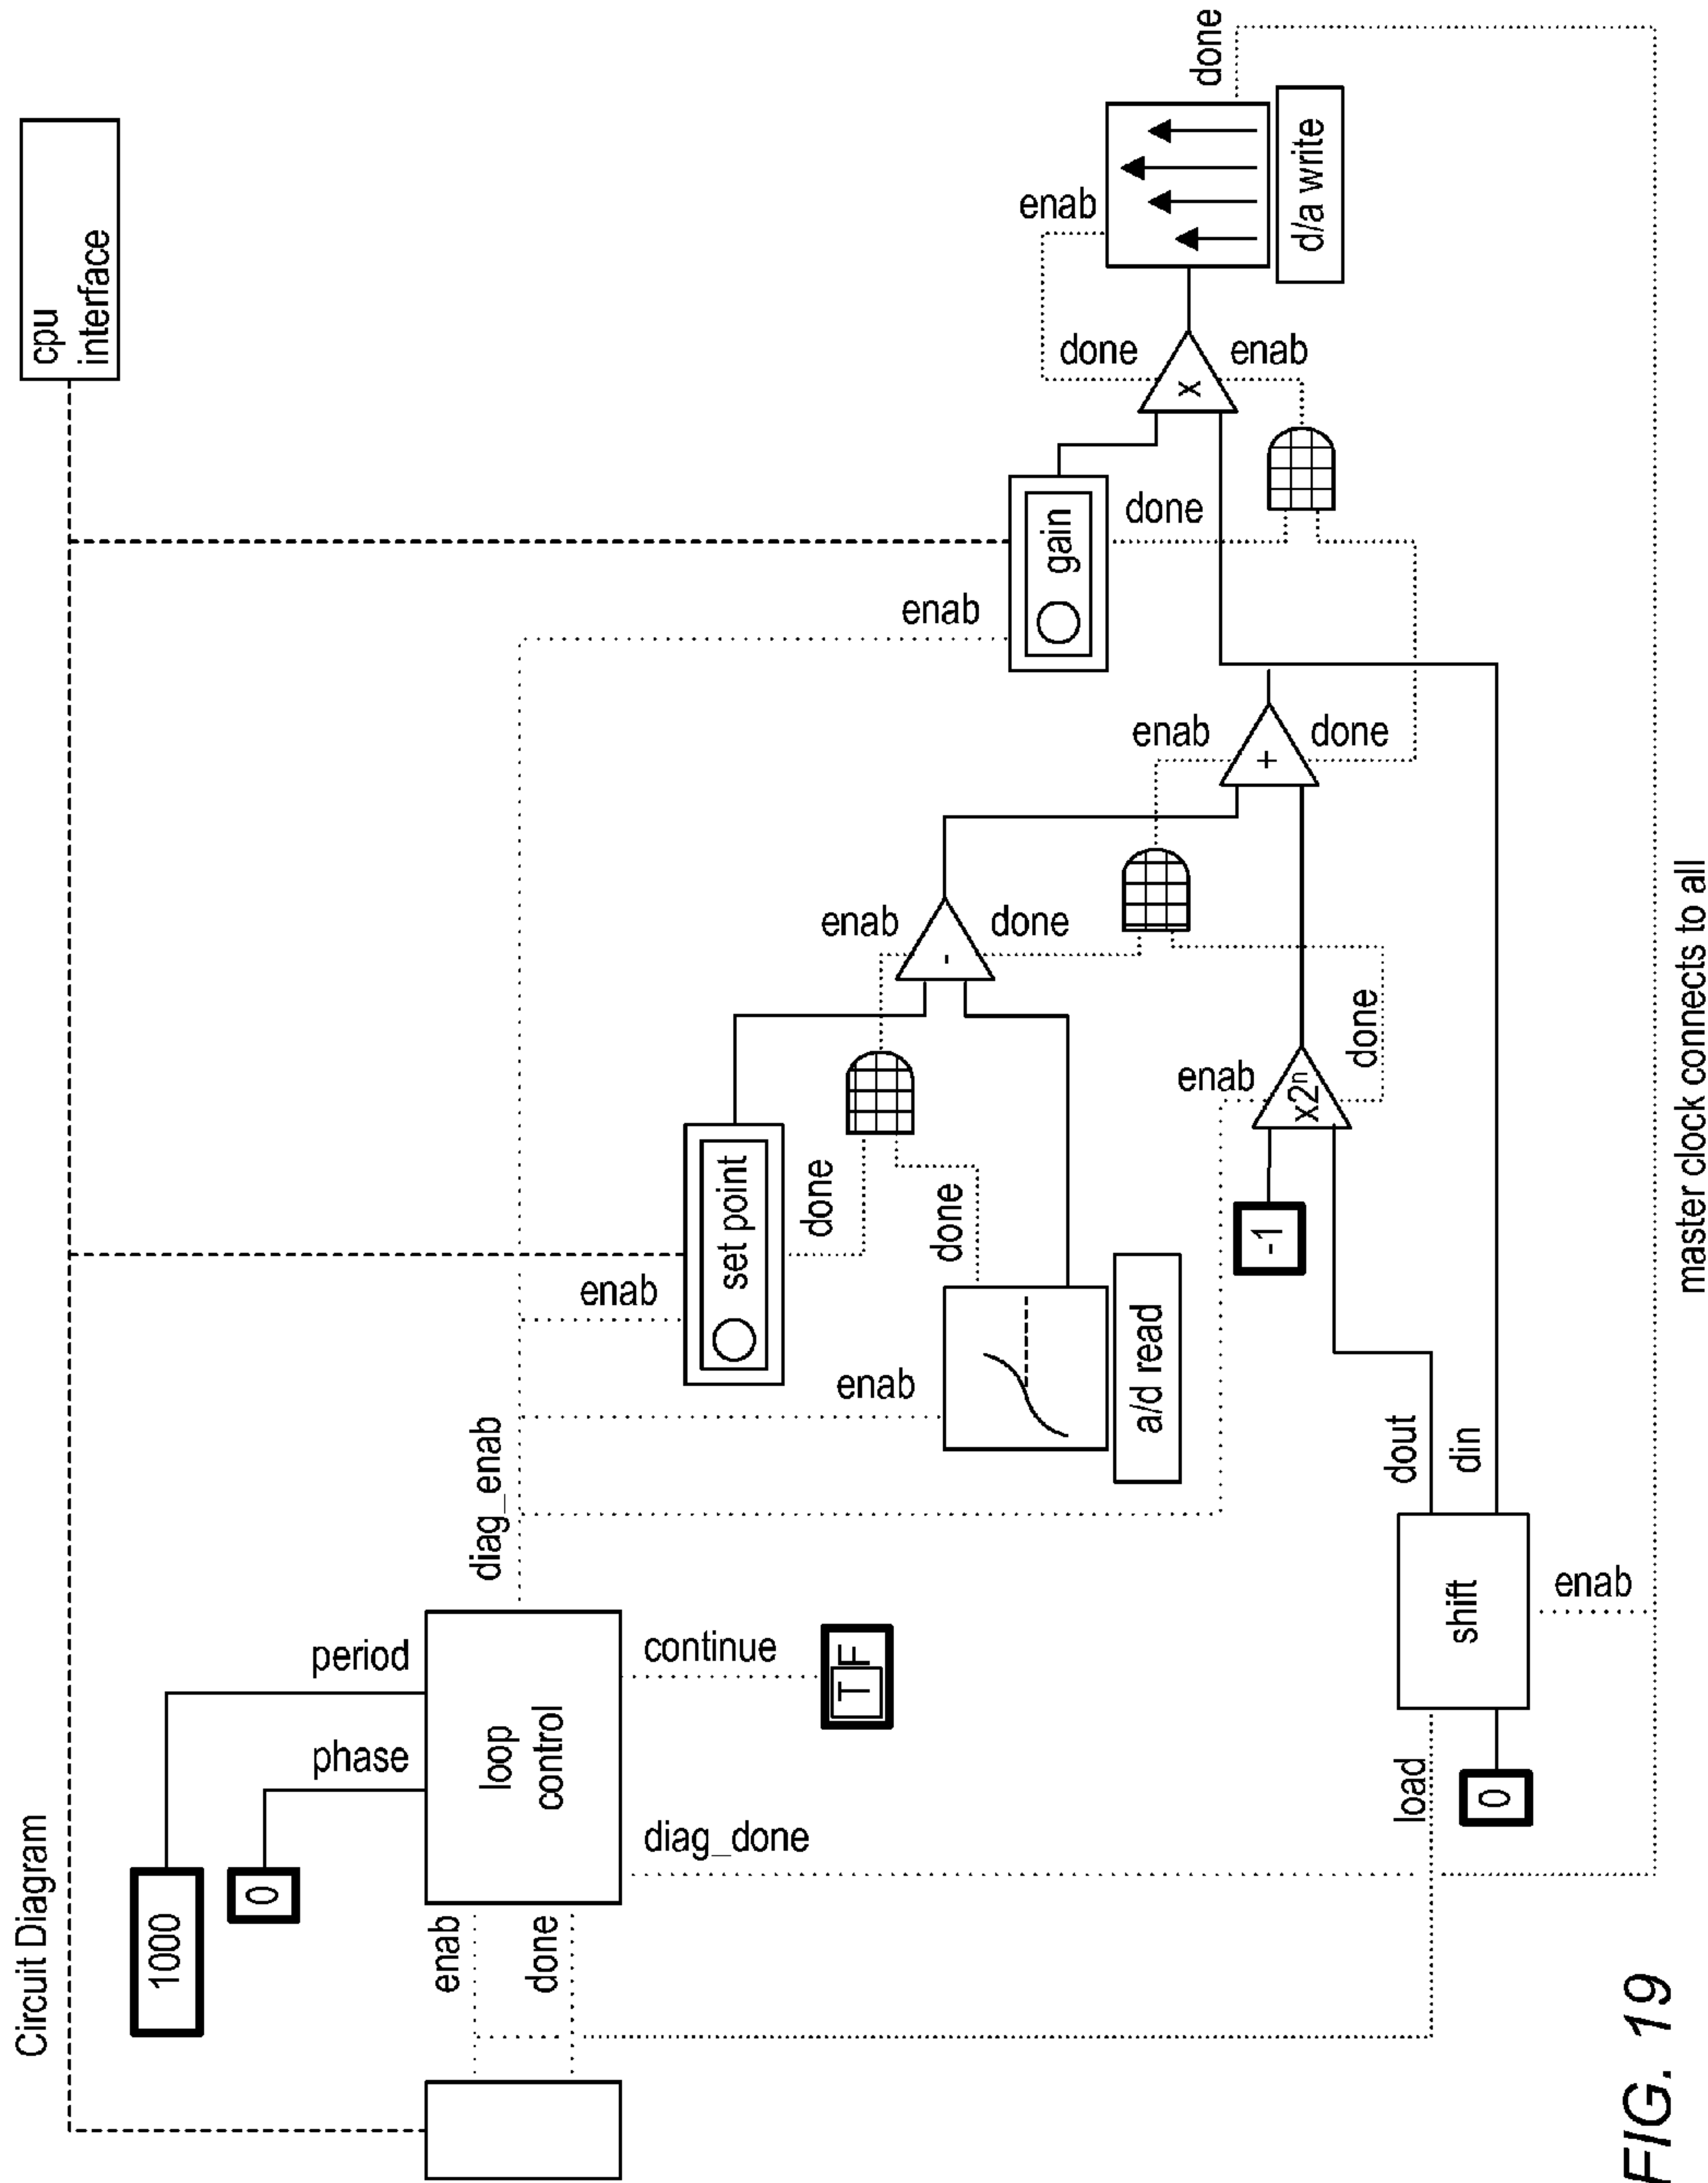 Circuit Diagram
cpu
interface
1000
0
phase
period
enab
done
loop
control
diag_enab
continue
T F
diag_done
enab
set point
done
enab
a/d read
done
enab
-
done
enab
gain
done
enab
+
done
-1
enab
x2ⁿ
done
load
0
shift
dout
din
enab
done
x
enab
enab
d/a write
done
master clock connects to all
FIG. 19